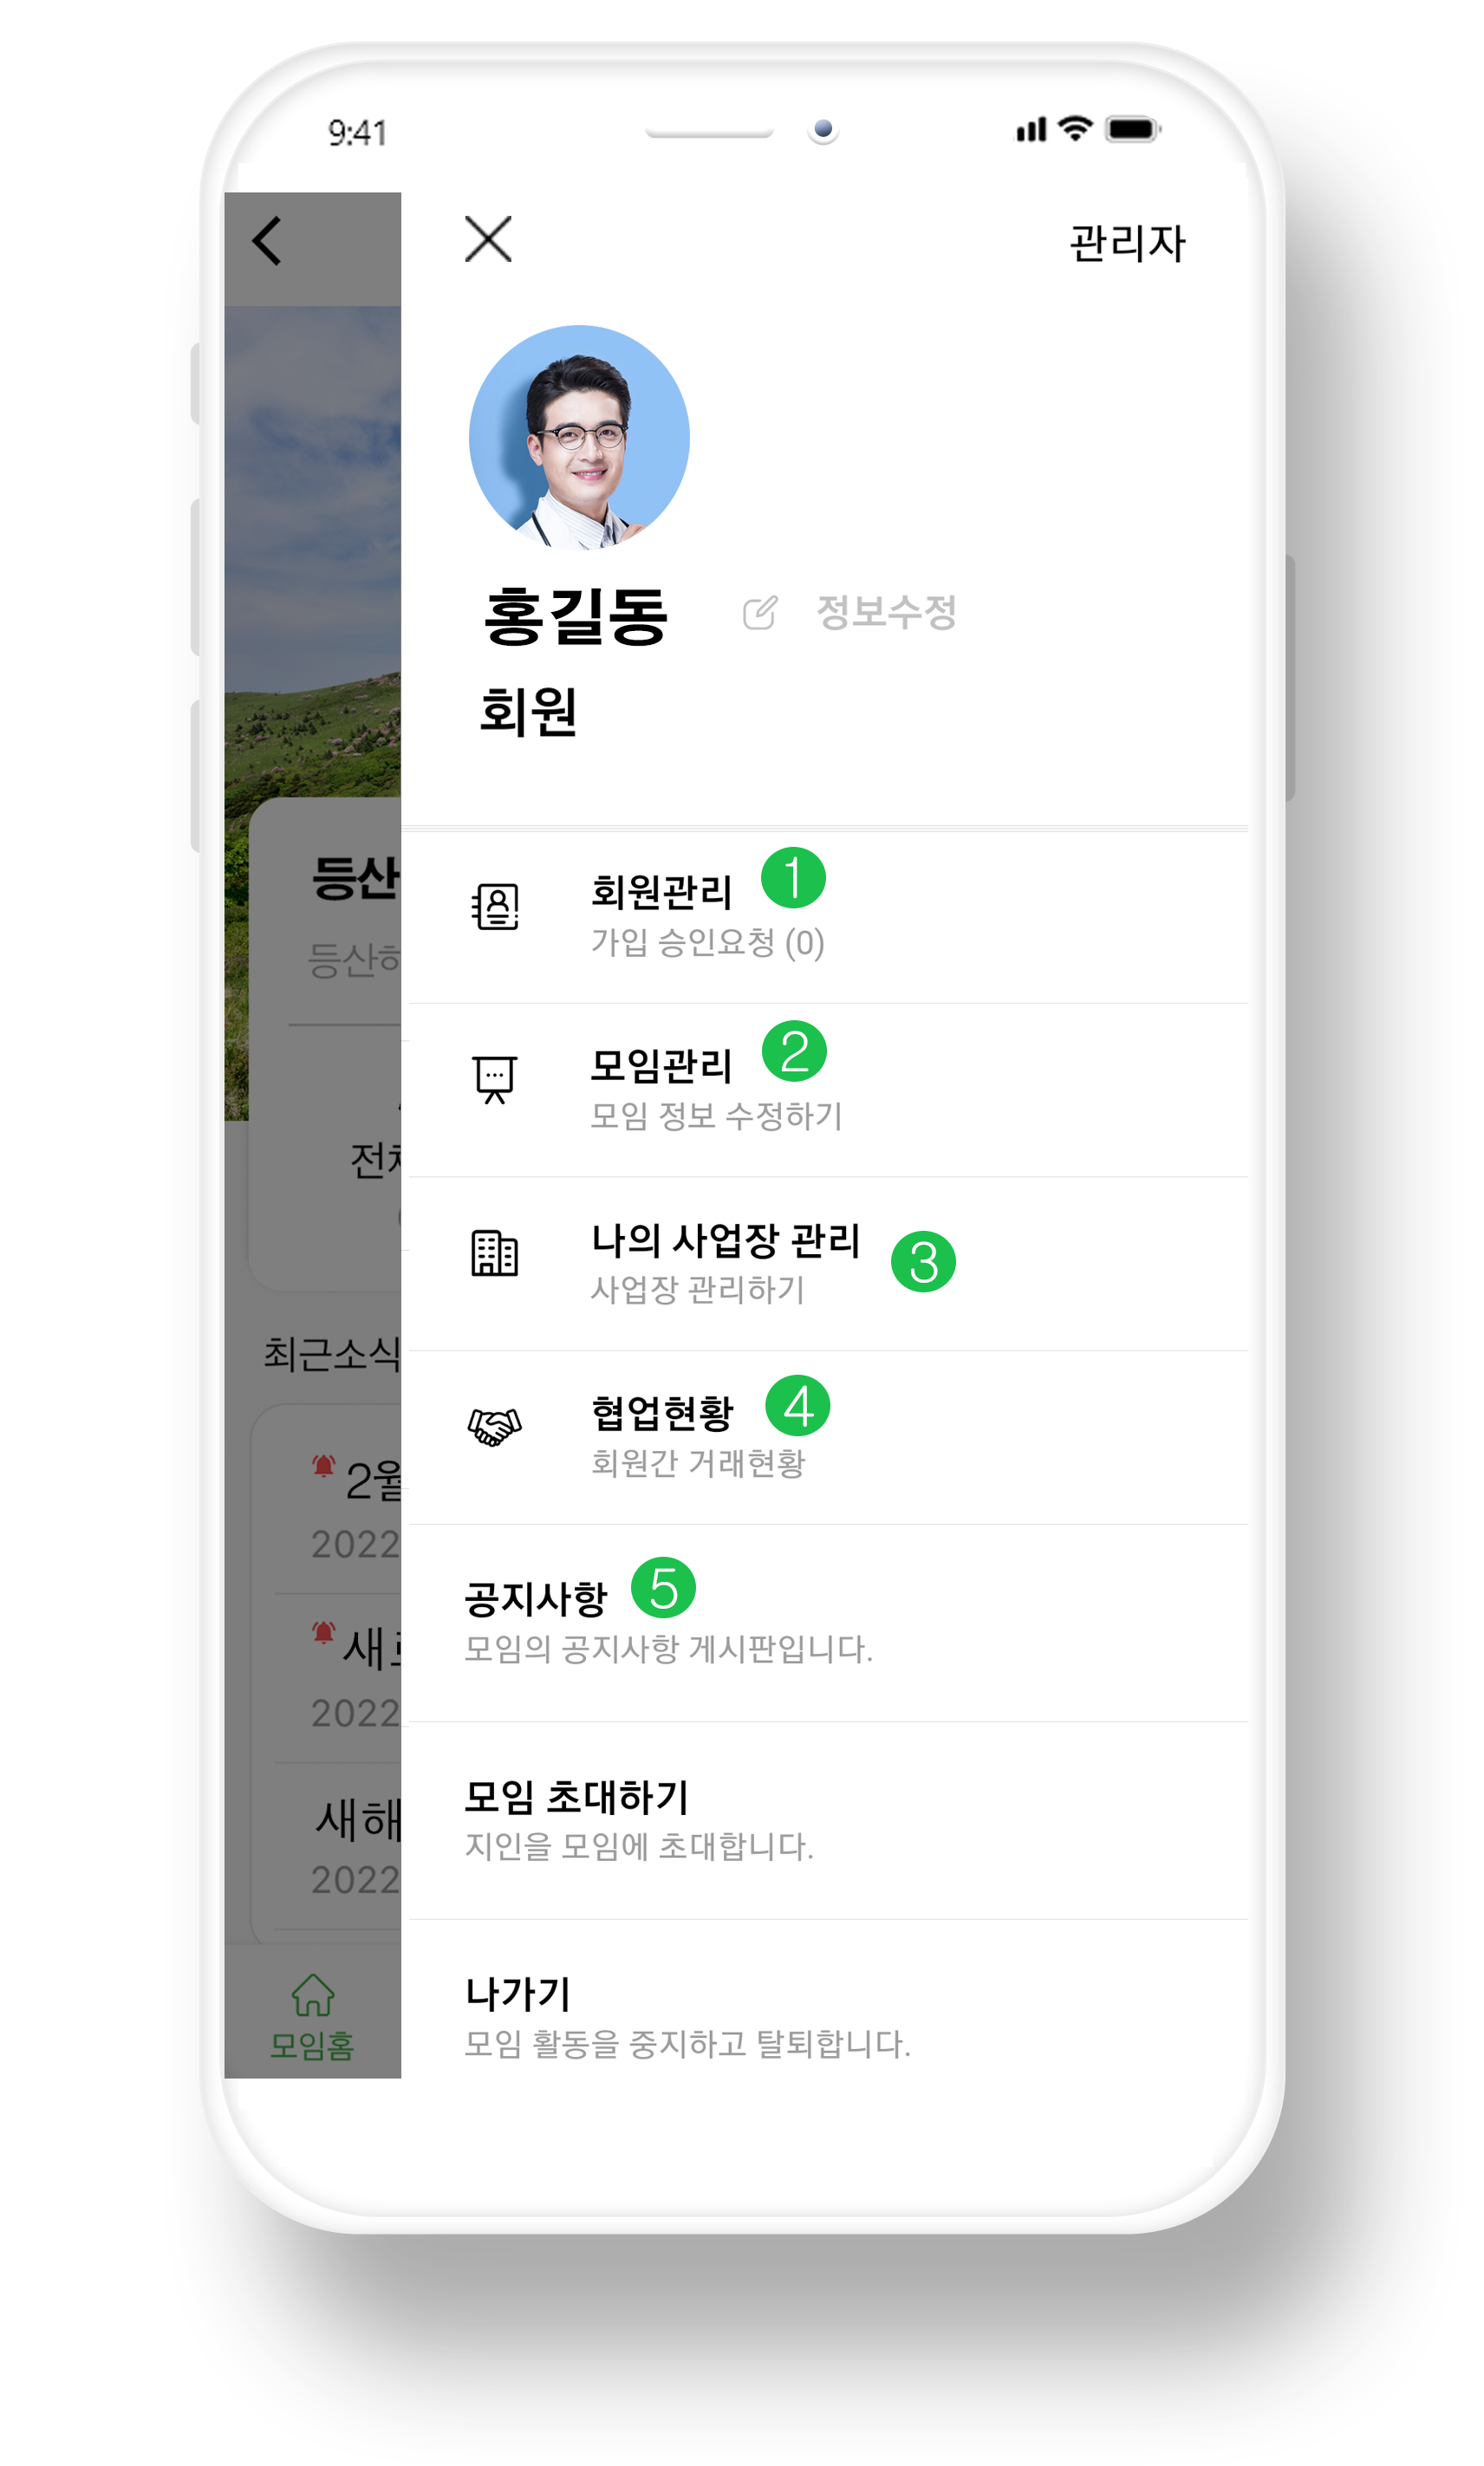 9:41
관리자
홍길동
정보수정
회원
회원관리 1
가입 승인요청 (0)
모임관리 2
모임 정보 수정하기
나의 사업장 관리 3
사업장 관리하기
협업현황 4
회원간 거래현황
공지사항 5
모임의 공지사항 게시판입니다.
모임 초대하기
지인을 모임에 초대합니다.
나가기
모임 활동을 중지하고 탈퇴합니다.
등산
최근소식
2월
2022
2022
새해
2022
모임홈